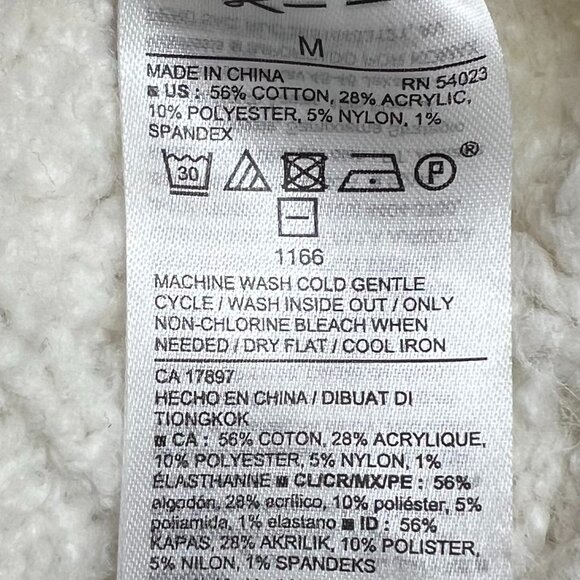 M
MADE IN CHINA RN 54023
US : 56% COTTON, 28% ACRYLIC,
10% POLYESTER, 5% NYLON, 1%
SPANDEX
30 P ®
1166
MACHINE WASH COLD GENTLE
CYCLE / WASH INSIDE OUT / ONLY
NON-CHLORINE BLEACH WHEN
NEEDED / DRY FLAT / COOL IRON
CA 17897
HECHO EN CHINA / DIBUAT DI
TIONGKOK
CA : 56% COTON, 28% ACRYLIQUE,
10% POLYESTER, 5% NYLON, 1%
ÉLASTHANNE CL/CR/MX/PE : 56%
algodón, 28% acrílico, 10% poliéster, 5%
poliamida, 1% elastano ID : 56%
KAPAS, 28% AKRILIK, 10% POLISTER,
5% NILON, 1% SPANDEKS